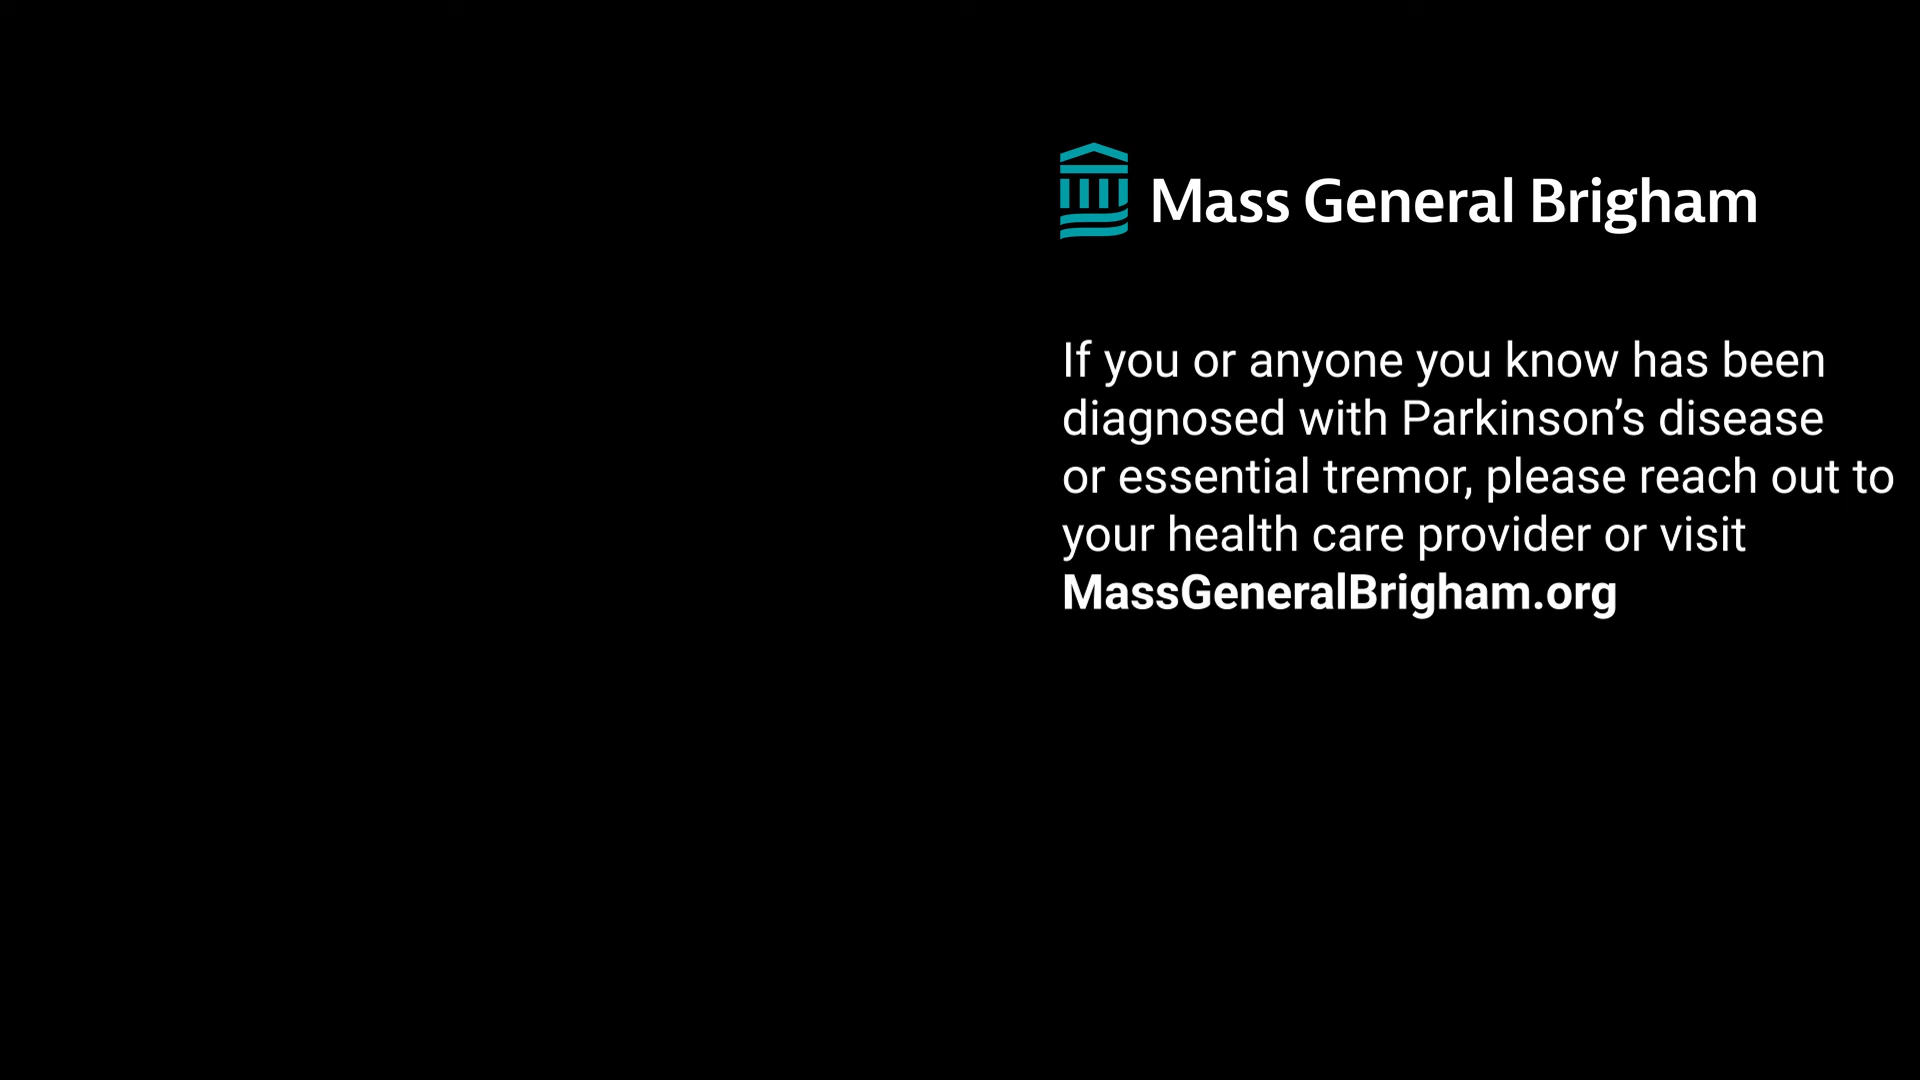 Mass General Brigham
If you or anyone you know has been
diagnosed with Parkinson’s disease
or essential tremor, please reach out to
your health care provider or visit
MassGeneralBrigham.org